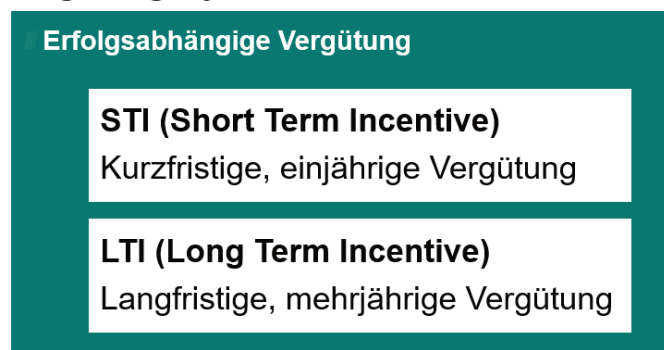 Erfolgsabhängige Vergütung
STI (Short Term Incentive)
Kurzfristige, einjährige Vergütung
LTI (Long Term Incentive)
Langfristige, mehrjährige Vergütung